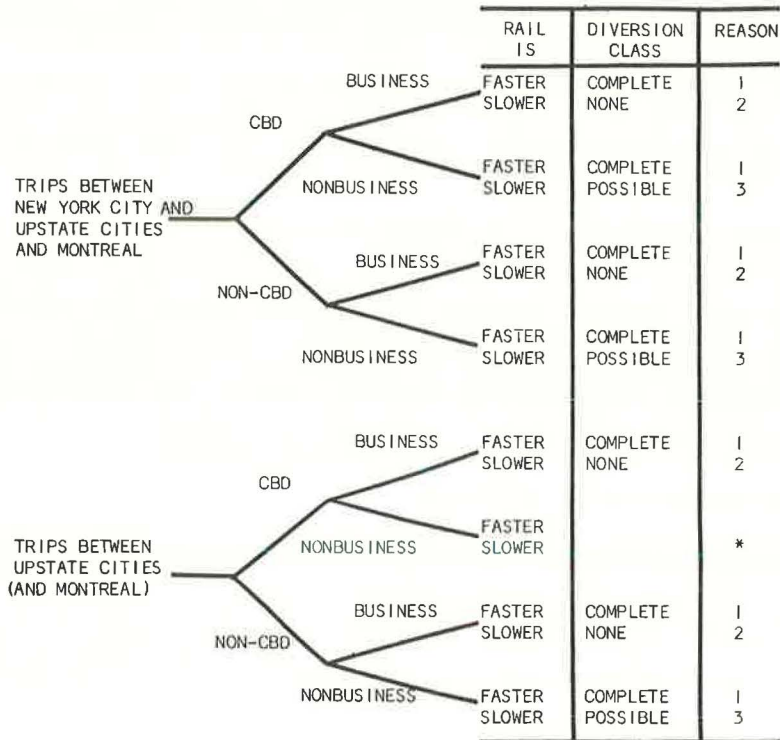 RAIL IS DIVERSION CLASS REASON
BUSINESS FASTER COMPLETE 1
SLOWER NONE 2
CBD
FASTER COMPLETE 1
NONBUSINESS SLOWER POSSIBLE 3
TRIPS BETWEEN
NEW YORK CITY AND
UPSTATE CITIES
AND MONTREAL
BUSINESS FASTER COMPLETE 1
SLOWER NONE 2
NON-CBD
FASTER COMPLETE 1
NONBUSINESS SLOWER POSSIBLE 3
BUSINESS FASTER COMPLETE 1
SLOWER NONE 2
CBD
FASTER
NONBUSINESS SLOWER *
TRIPS BETWEEN
UPSTATE CITIES
(AND MONTREAL)
BUSINESS FASTER COMPLETE 1
SLOWER NONE 2
NON-CBD
NONBUSINESS FASTER COMPLETE 1
SLOWER POSSIBLE 3